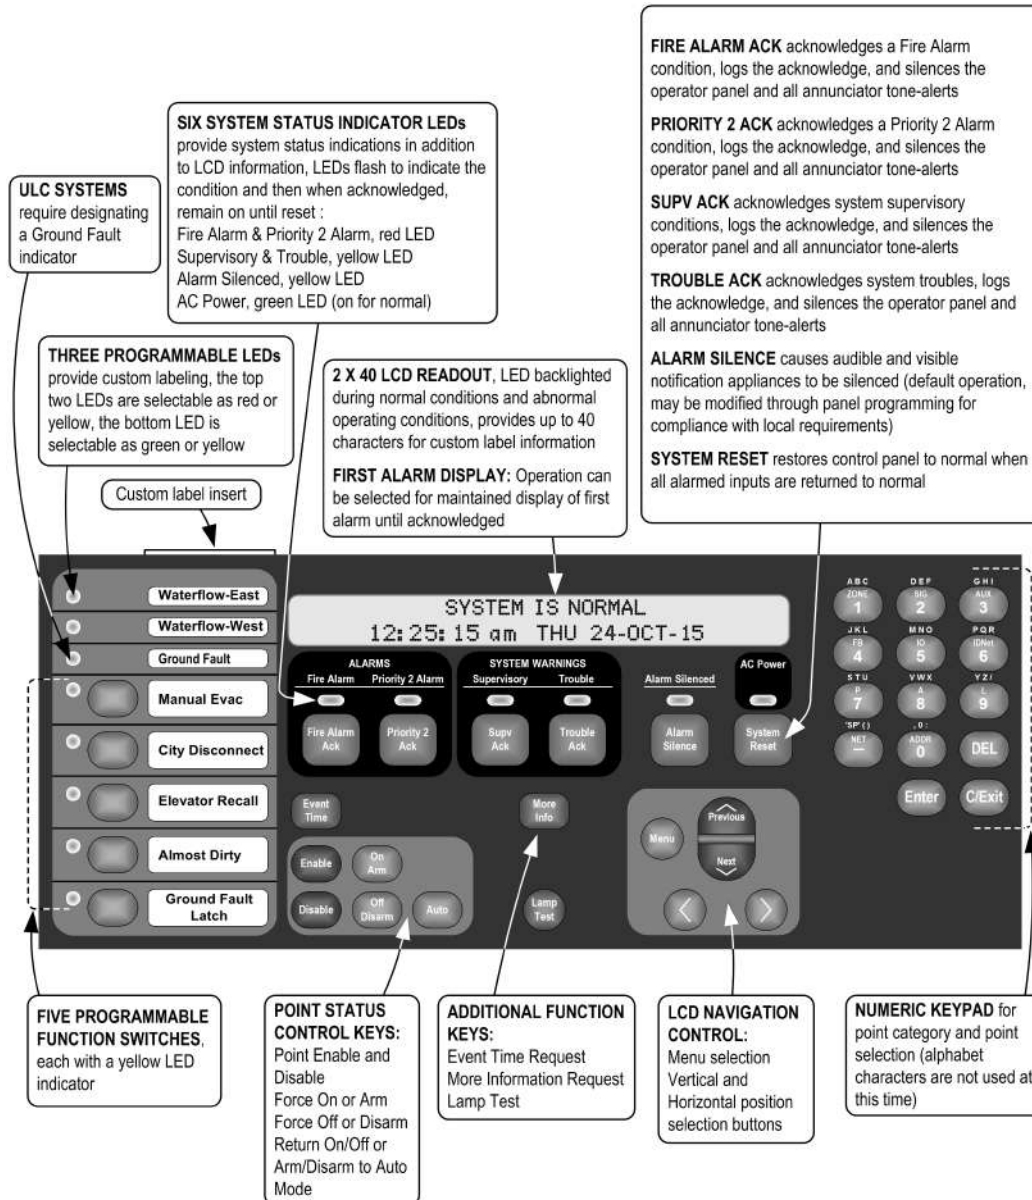 FIRE ALARM ACK acknowledges a Fire Alarm
condition, logs the acknowledge, and silences the
operator panel and all annunciator tone-alerts
PRIORITY 2 ACK acknowledges a Priority 2 Alarm
condition, logs the acknowledge, and silences the
operator panel and all annunciator tone-alerts
SUPV ACK acknowledges system supervisory
conditions, logs the acknowledge, and silences the
operator panel and all annunciator tone-alerts
TROUBLE ACK acknowledges system troubles, logs
the acknowledge, and silences the operator panel and
all annunciator tone-alerts
ALARM SILENCE causes audible and visible
notification appliances to be silenced (default operation,
may be modified through panel programming for
compliance with local requirements)
SYSTEM RESET restores control panel to normal when
all alarmed inputs are returned to normal
SIX SYSTEM STATUS INDICATOR LEDs
provide system status indications in addition
to LCD information, LEDs flash to indicate the
condition and then when acknowledged,
remain on until reset :
Fire Alarm & Priority 2 Alarm, red LED
Supervisory & Trouble, yellow LED
Alarm Silenced, yellow LED
AC Power, green LED (on for normal)
ULC SYSTEMS
require designating
a Ground Fault
indicator
THREE PROGRAMMABLE LEDs
provide custom labeling, the top
two LEDs are selectable as red or
yellow, the bottom LED is
selectable as green or yellow
2 X 40 LCD READOUT, LED backlighted
during normal conditions and abnormal
operating conditions, provides up to 40
characters for custom label information
FIRST ALARM DISPLAY: Operation can
be selected for maintained display of first
alarm until acknowledged
Custom label insert
Waterflow-East
Waterflow-West
Ground Fault
Manual Evac
City Disconnect
Elevator Recall
Almost Dirty
Ground Fault
Latch
SYSTEM IS NORMAL
12:25:15 am THU 24-OCT-15
ALARMS
Fire Alarm Priority 2 Alarm
SYSTEM WARNINGS
Supervisory Trouble
Alarm Silenced
AC Power
Fire Alarm
Ack
Priority 2
Ack
Supv
Ack
Trouble
Ack
Alarm
Silence
System
Reset
Event
Time
More
Info
Enable
On
Arm
Disable
Off
Disarm
Auto
Lamp
Test
Menu
Previous
Next
ABC DEF GHI
ZONE SIG AUX
1 2 3
JKL MNO PQR
FB IO IDNet
4 5 6
STU VWX YZ/
P A L
7 8 9
'SP' ( ) , 0 :
NET ADDR
— 0 DEL
Enter C/Exit
FIVE PROGRAMMABLE
FUNCTION SWITCHES,
each with a yellow LED
indicator
POINT STATUS
CONTROL KEYS:
Point Enable and
Disable
Force On or Arm
Force Off or Disarm
Return On/Off or
Arm/Disarm to Auto
Mode
ADDITIONAL FUNCTION
KEYS:
Event Time Request
More Information Request
Lamp Test
LCD NAVIGATION
CONTROL:
Menu selection
Vertical and
Horizontal position
selection buttons
NUMERIC KEYPAD for
point category and point
selection (alphabet
characters are not used at
this time)